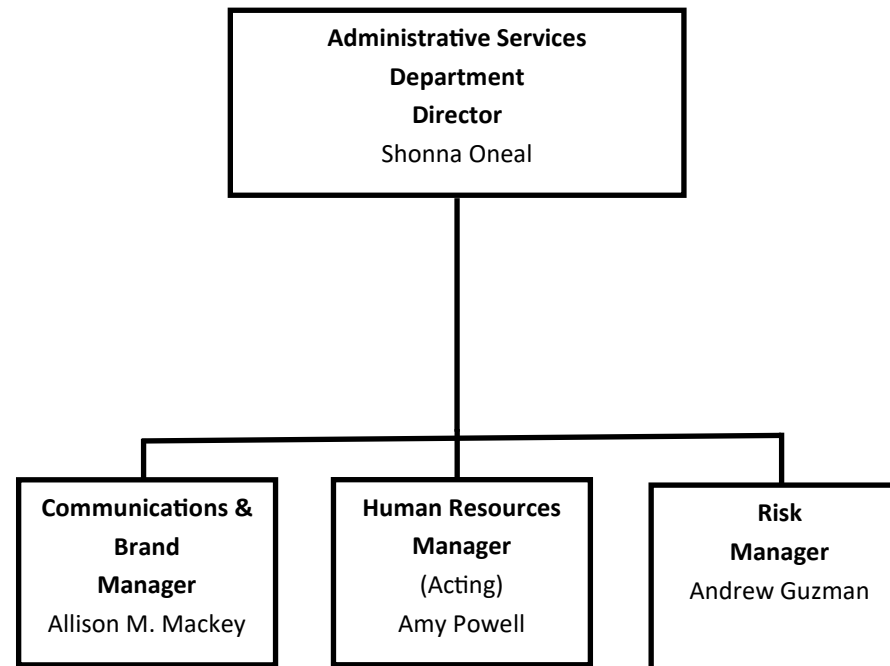 Administrative Services
Department
Director
Shonna Oneal
Communications &
Brand
Manager
Allison M. Mackey
Human Resources
Manager
(Acting)
Amy Powell
Risk
Manager
Andrew Guzman